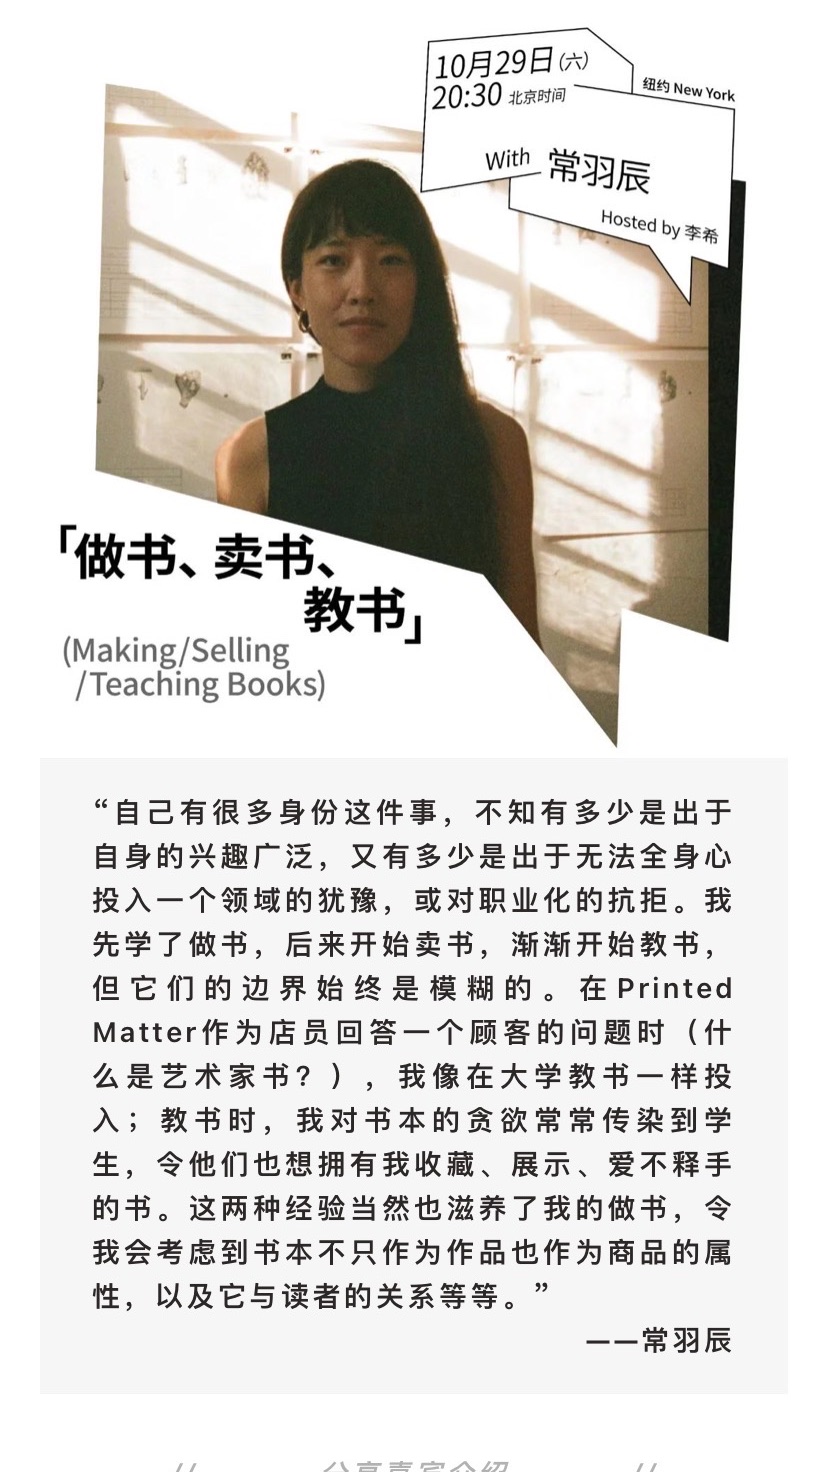 10月29日(六)
20:30 北京时间
纽约 New York
With 常羽辰
Hosted by 李希
「做书、卖书、
教书」
(Making/Selling
/Teaching Books)
“自己有很多身份这件事，不知有多少是出于
自身的兴趣广泛，又有多少是出于无法全身心
投入一个领域的犹豫，或对职业化的抗拒。我
先学了做书，后来开始卖书，渐渐开始教书，
但它们的边界始终是模糊的。在Printed
Matter作为店员回答一个顾客的问题时（什
么是艺术家书？），我像在大学教书一样投
入；教书时，我对书本的贪欲常常传染到学
生，令他们也想拥有我收藏、展示、爱不释手
的书。这两种经验当然也滋养了我的做书，令
我会考虑到书本不只作为作品也作为商品的属
性，以及它与读者的关系等等。”
——常羽辰
// 分享嘉宾介绍 //